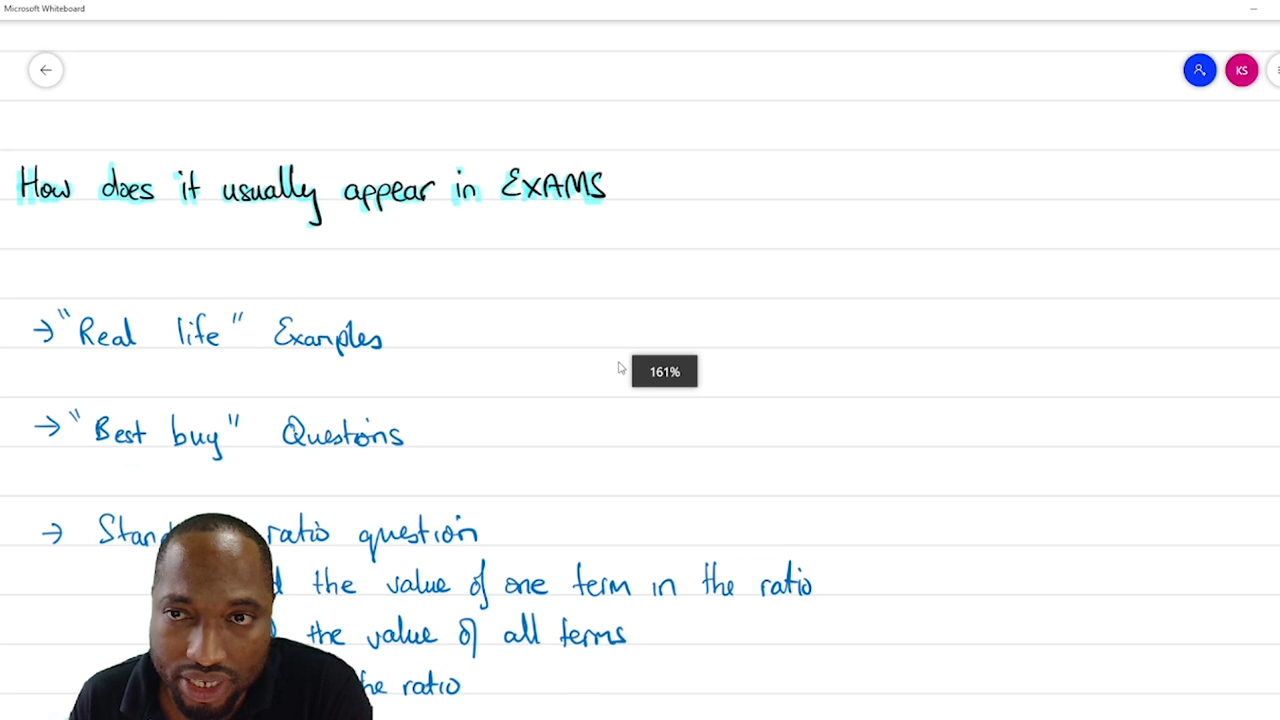 Microsoft Whiteboard
KS
How does it usually appear in EXAMS
→ "Real life" Examples
161%
→ "Best buy" Questions
→ ratio question
the value of one term in the ratio
the value of all terms
the ratio